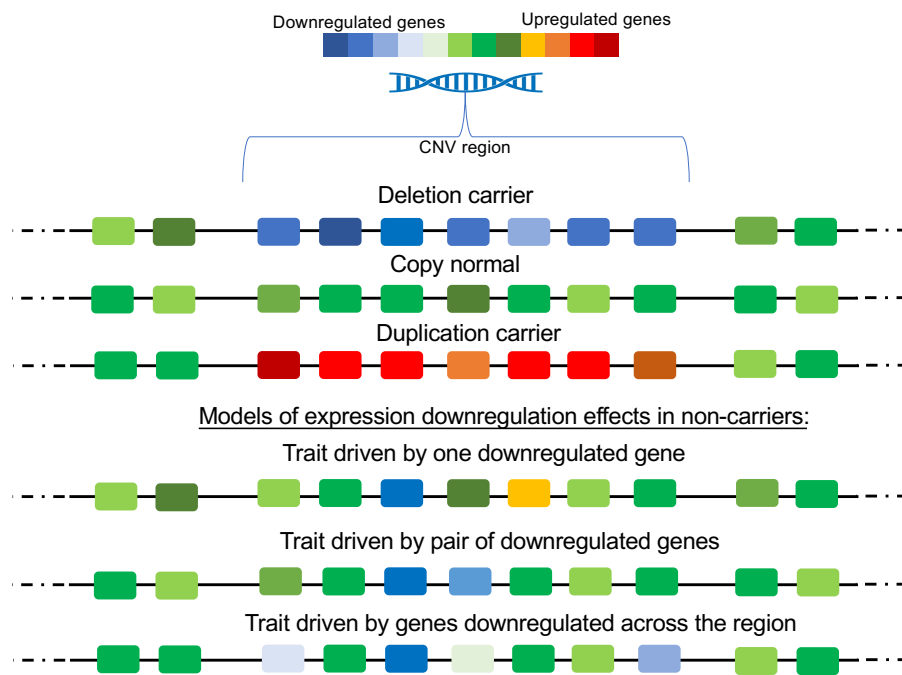 Downregulated genes
Upregulated genes
CNV region
Deletion carrier
Copy normal
Duplication carrier
Models of expression downregulation effects in non-carriers:
Trait driven by one downregulated gene
Trait driven by pair of downregulated genes
Trait driven by genes downregulated across the region